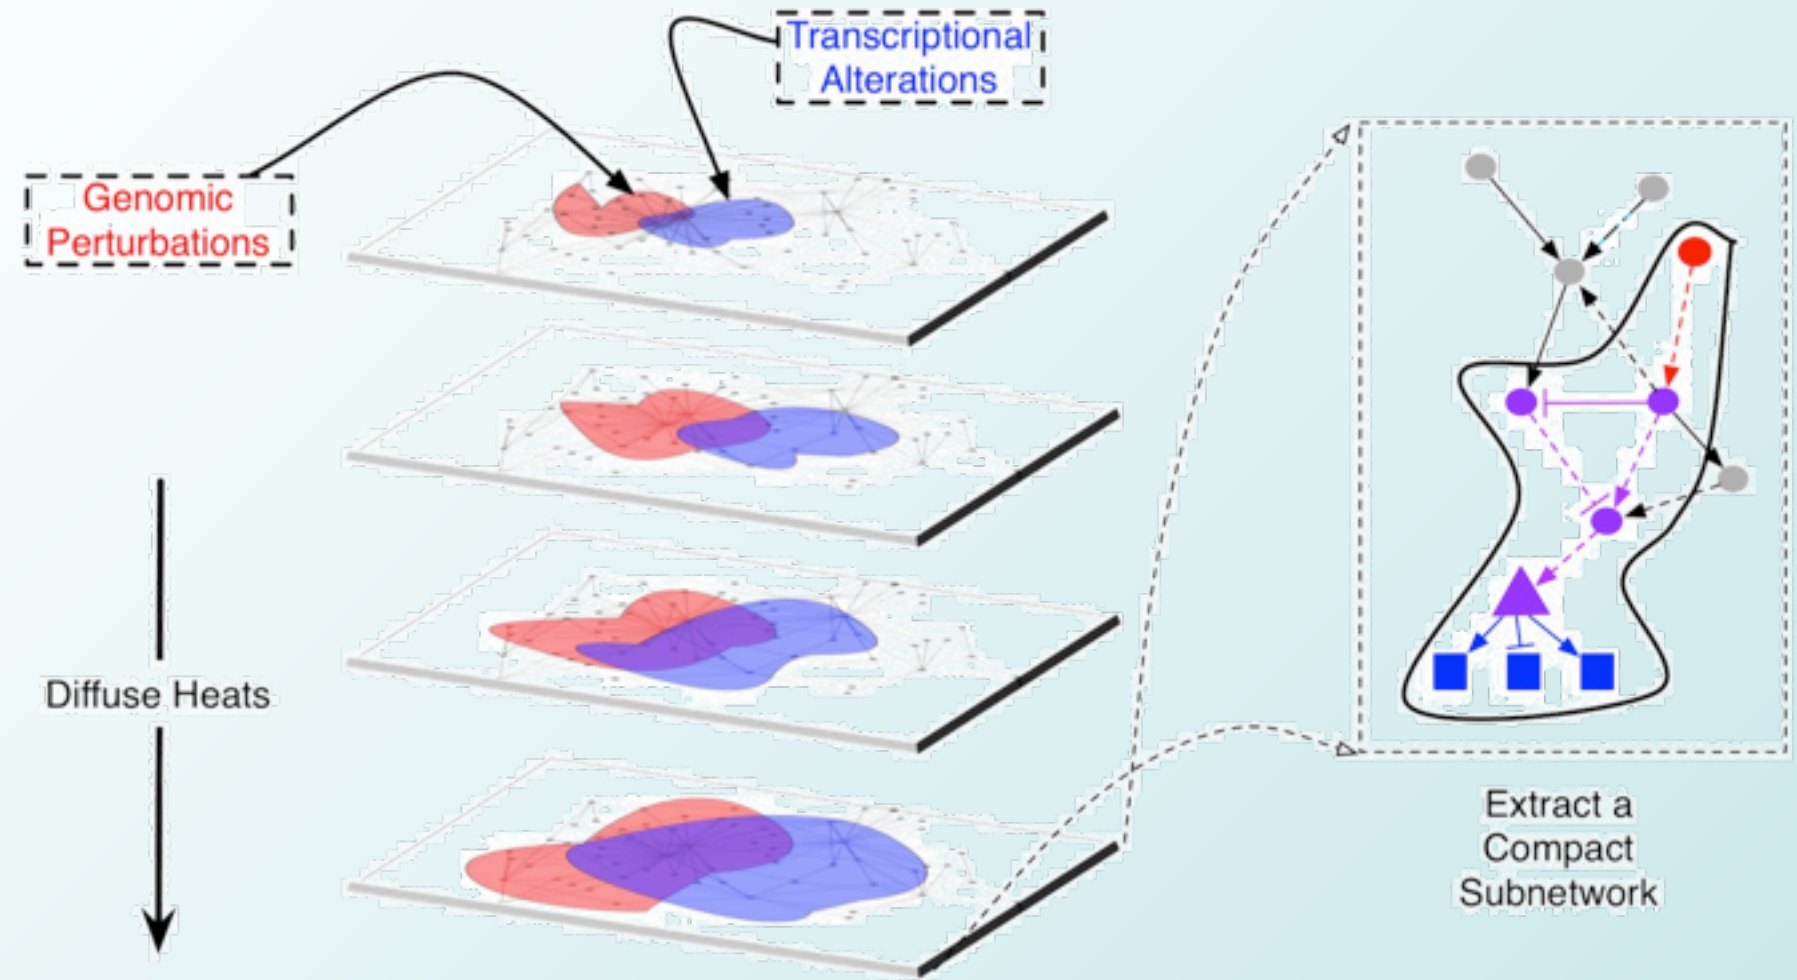 Transcriptional
Alterations
Genomic
Perturbations
Diffuse Heats
Extract a
Compact
Subnetwork